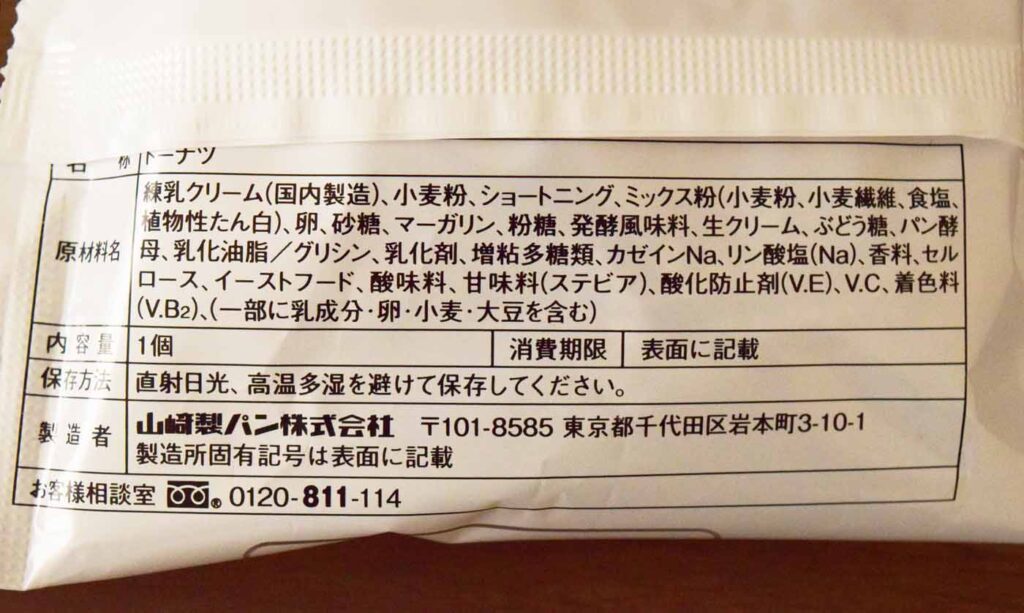 名称 ドーナツ
原材料名 練乳クリーム(国内製造)、小麦粉、ショートニング、ミックス粉(小麦粉、小麦繊維、食塩、
植物性たん白)、卵、砂糖、マーガリン、粉糖、発酵風味料、生クリーム、ぶどう糖、パン酵
母、乳化油脂／グリシン、乳化剤、増粘多糖類、カゼインNa、リン酸塩(Na)、香料、セル
ロース、イーストフード、酸味料、甘味料(ステビア)、酸化防止剤(V.E)、V.C、着色料
(V.B2)、(一部に乳成分・卵・小麦・大豆を含む)
内容量 1個 消費期限 表面に記載
保存方法 直射日光、高温多湿を避けて保存してください。
製造者 山崎製パン株式会社 〒101-8585 東京都千代田区岩本町3-10-1
製造所固有記号は表面に記載
お客様相談室 ® 0120-811-114